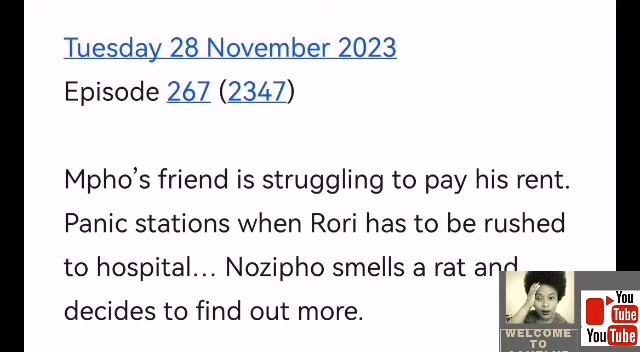 Tuesday 28 November 2023
Episode 267 (2347)
Mpho’s friend is struggling to pay his rent.
Panic stations when Rori has to be rushed
to hospital… Nozipho smells a rat and
decides to find out more.
WELCOME
TO
You
Tube
You Tube